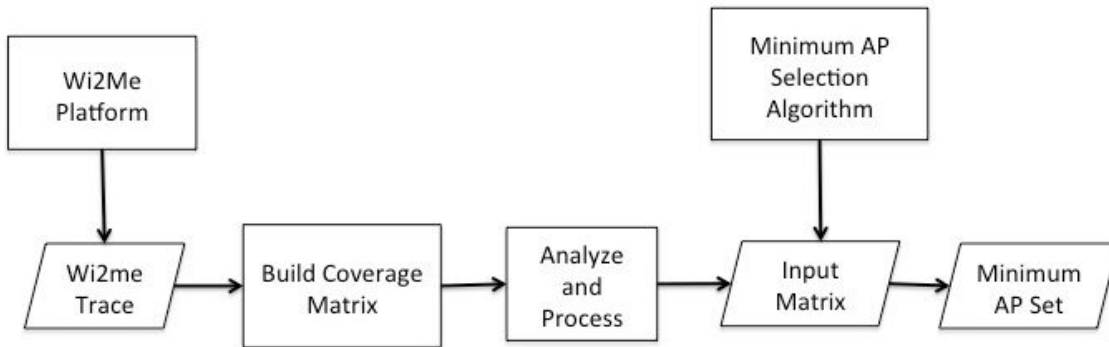 Wi2Me
Platform
Minimum AP
Selection
Algorithm
Wi2me
Trace
Build Coverage
Matrix
Analyze
and
Process
Input
Matrix
Minimum
AP Set